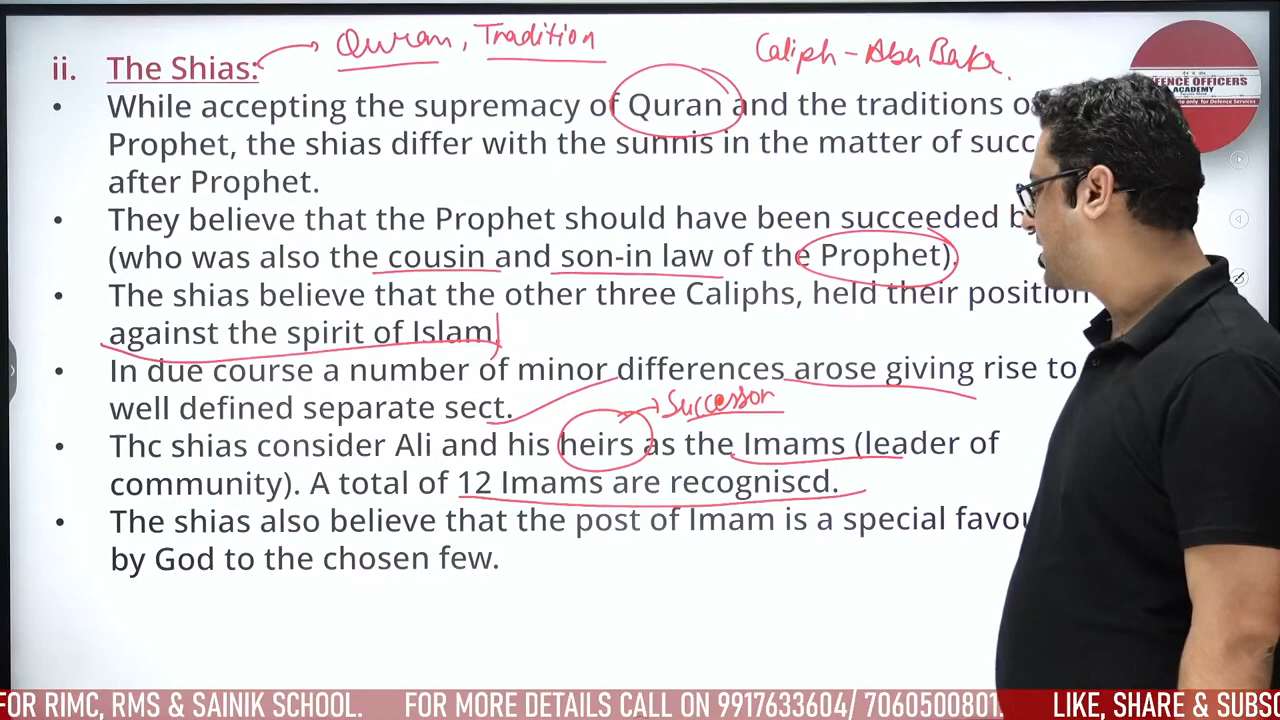 Quran, Tradition
Caliph - Abu Bakr.
ii. The Shias:
• While accepting the supremacy of Quran and the traditions
Prophet, the shias differ with the sunnis in the matter of
after Prophet.
• They believe that the Prophet should have been succeeded
(who was also the cousin and son-in law of the Prophet).
• The shias believe that the other three Caliphs, held their position
against the spirit of Islam
• In due course a number of minor differences arose giving rise to
well defined separate sect.
Successor
• Thc shias consider Ali and his heirs as the Imams (leader of
community). A total of 12 Imams are recogniscd.
• The shias also believe that the post of Imam is a special
by God to the chosen few.
DEFENCE OFFICERS
ACADEMY
FOR RIMC, RMS & SAINIK SCHOOL. FOR MORE DETAILS CALL ON 9917633604/ 7060500801. LIKE, SHARE &